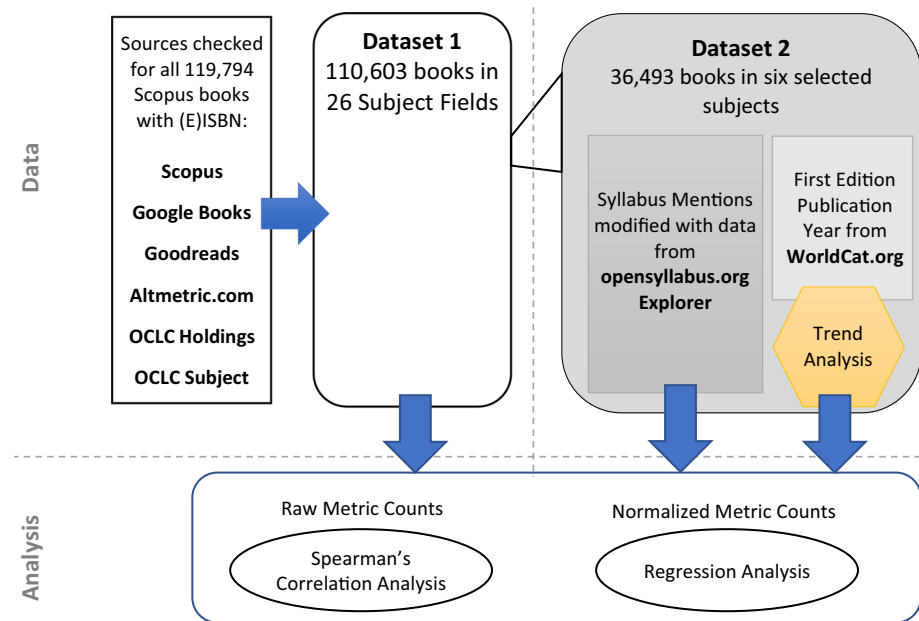 Data
Sources checked
for all 119,794
Scopus books
with (E)ISBN:
Scopus
Google Books
Goodreads
Altmetric.com
OCLC Holdings
OCLC Subject
Dataset 1
110,603 books in
26 Subject Fields
Dataset 2
36,493 books in six selected
subjects
Syllabus Mentions
modified with data
from
opensyllabus.org
Explorer
First Edition
Publication
Year from
WorldCat.org
Trend
Analysis
Analysis
Raw Metric Counts
Spearman's
Correlation Analysis
Normalized Metric Counts
Regression Analysis